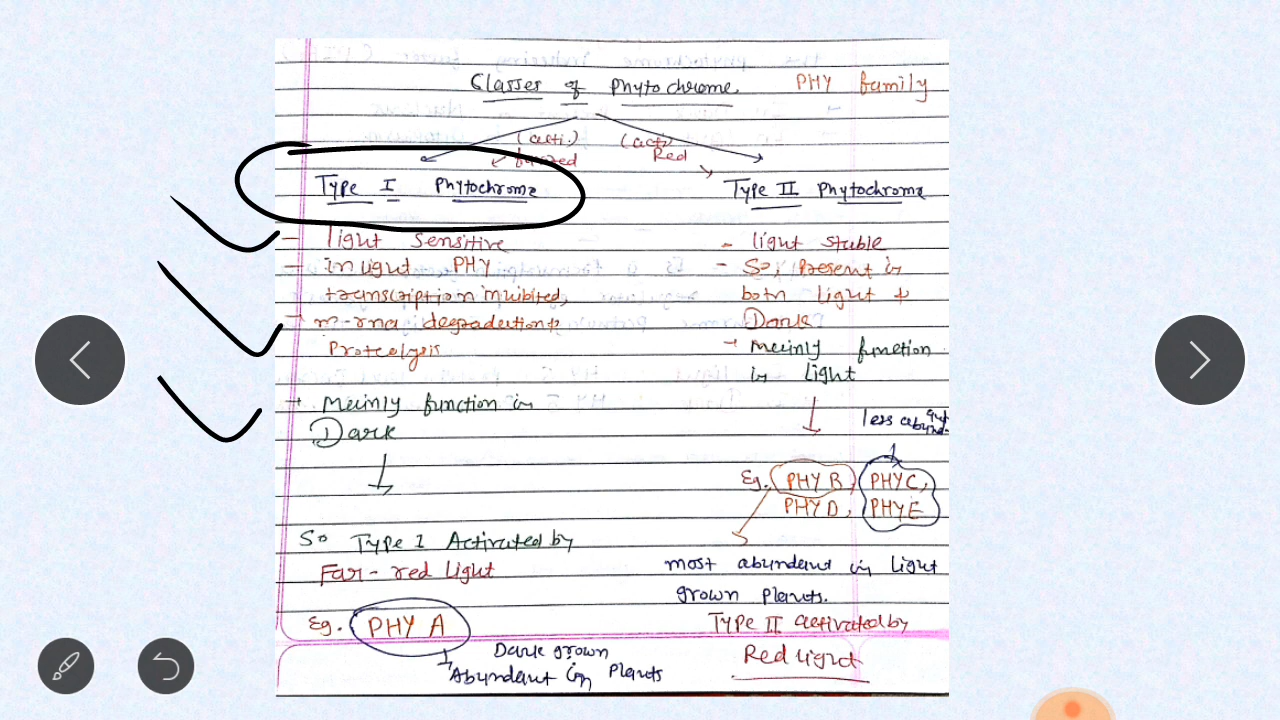 Classes of Phytochrome PHY family
(acti.) (acti)
farred Red
Type I Phytochrome
- light sensitive
- in light, PHY
transcription inhibited,
- m-rna degradation &
Proteolysis
- Mainly function in
Dark
So Type I Activated by
Far-red light
Eg. PHY A
Dark grown
Abundant in Plants
Type II Phytochrome
- light stable
- So, Present in
both light &
Dark
- Mainly function
in light
less abund.
Eg. PHY B, PHY C,
PHY D, PHY E
most abundant in light
grown Plants.
Type II activated by
Red light